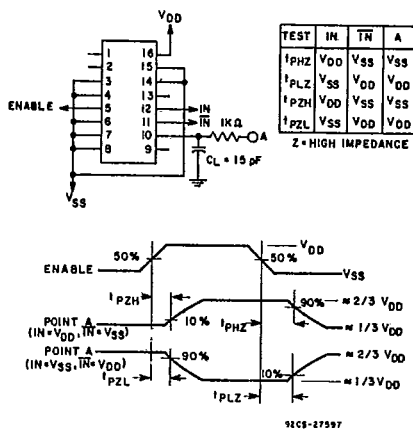 VDD
1 16
2 15
3 14
4 13
ENABLE 5 12 IN
6 11 IN
7 10 1KΩ A
8 9
CL = 15 pF
VSS
TEST IN IN A
tPHZ VDD VSS VSS
tPLZ VSS VDD VDD
tPZH VDD VSS VSS
tPZL VSS VDD VDD
Z = HIGH IMPEDANCE
ENABLE 50% 50% VDD
VSS
tPZH 10% tPHZ 90% ≈ 2/3 VDD
POINT A
(IN=VDD, IN=VSS) ≈ 1/3 VDD
POINT A
(IN=VSS, IN=VDD) 90% ≈ 2/3 VDD
tPZL 10% ≈ 1/3 VDD
tPLZ
92CS-27597